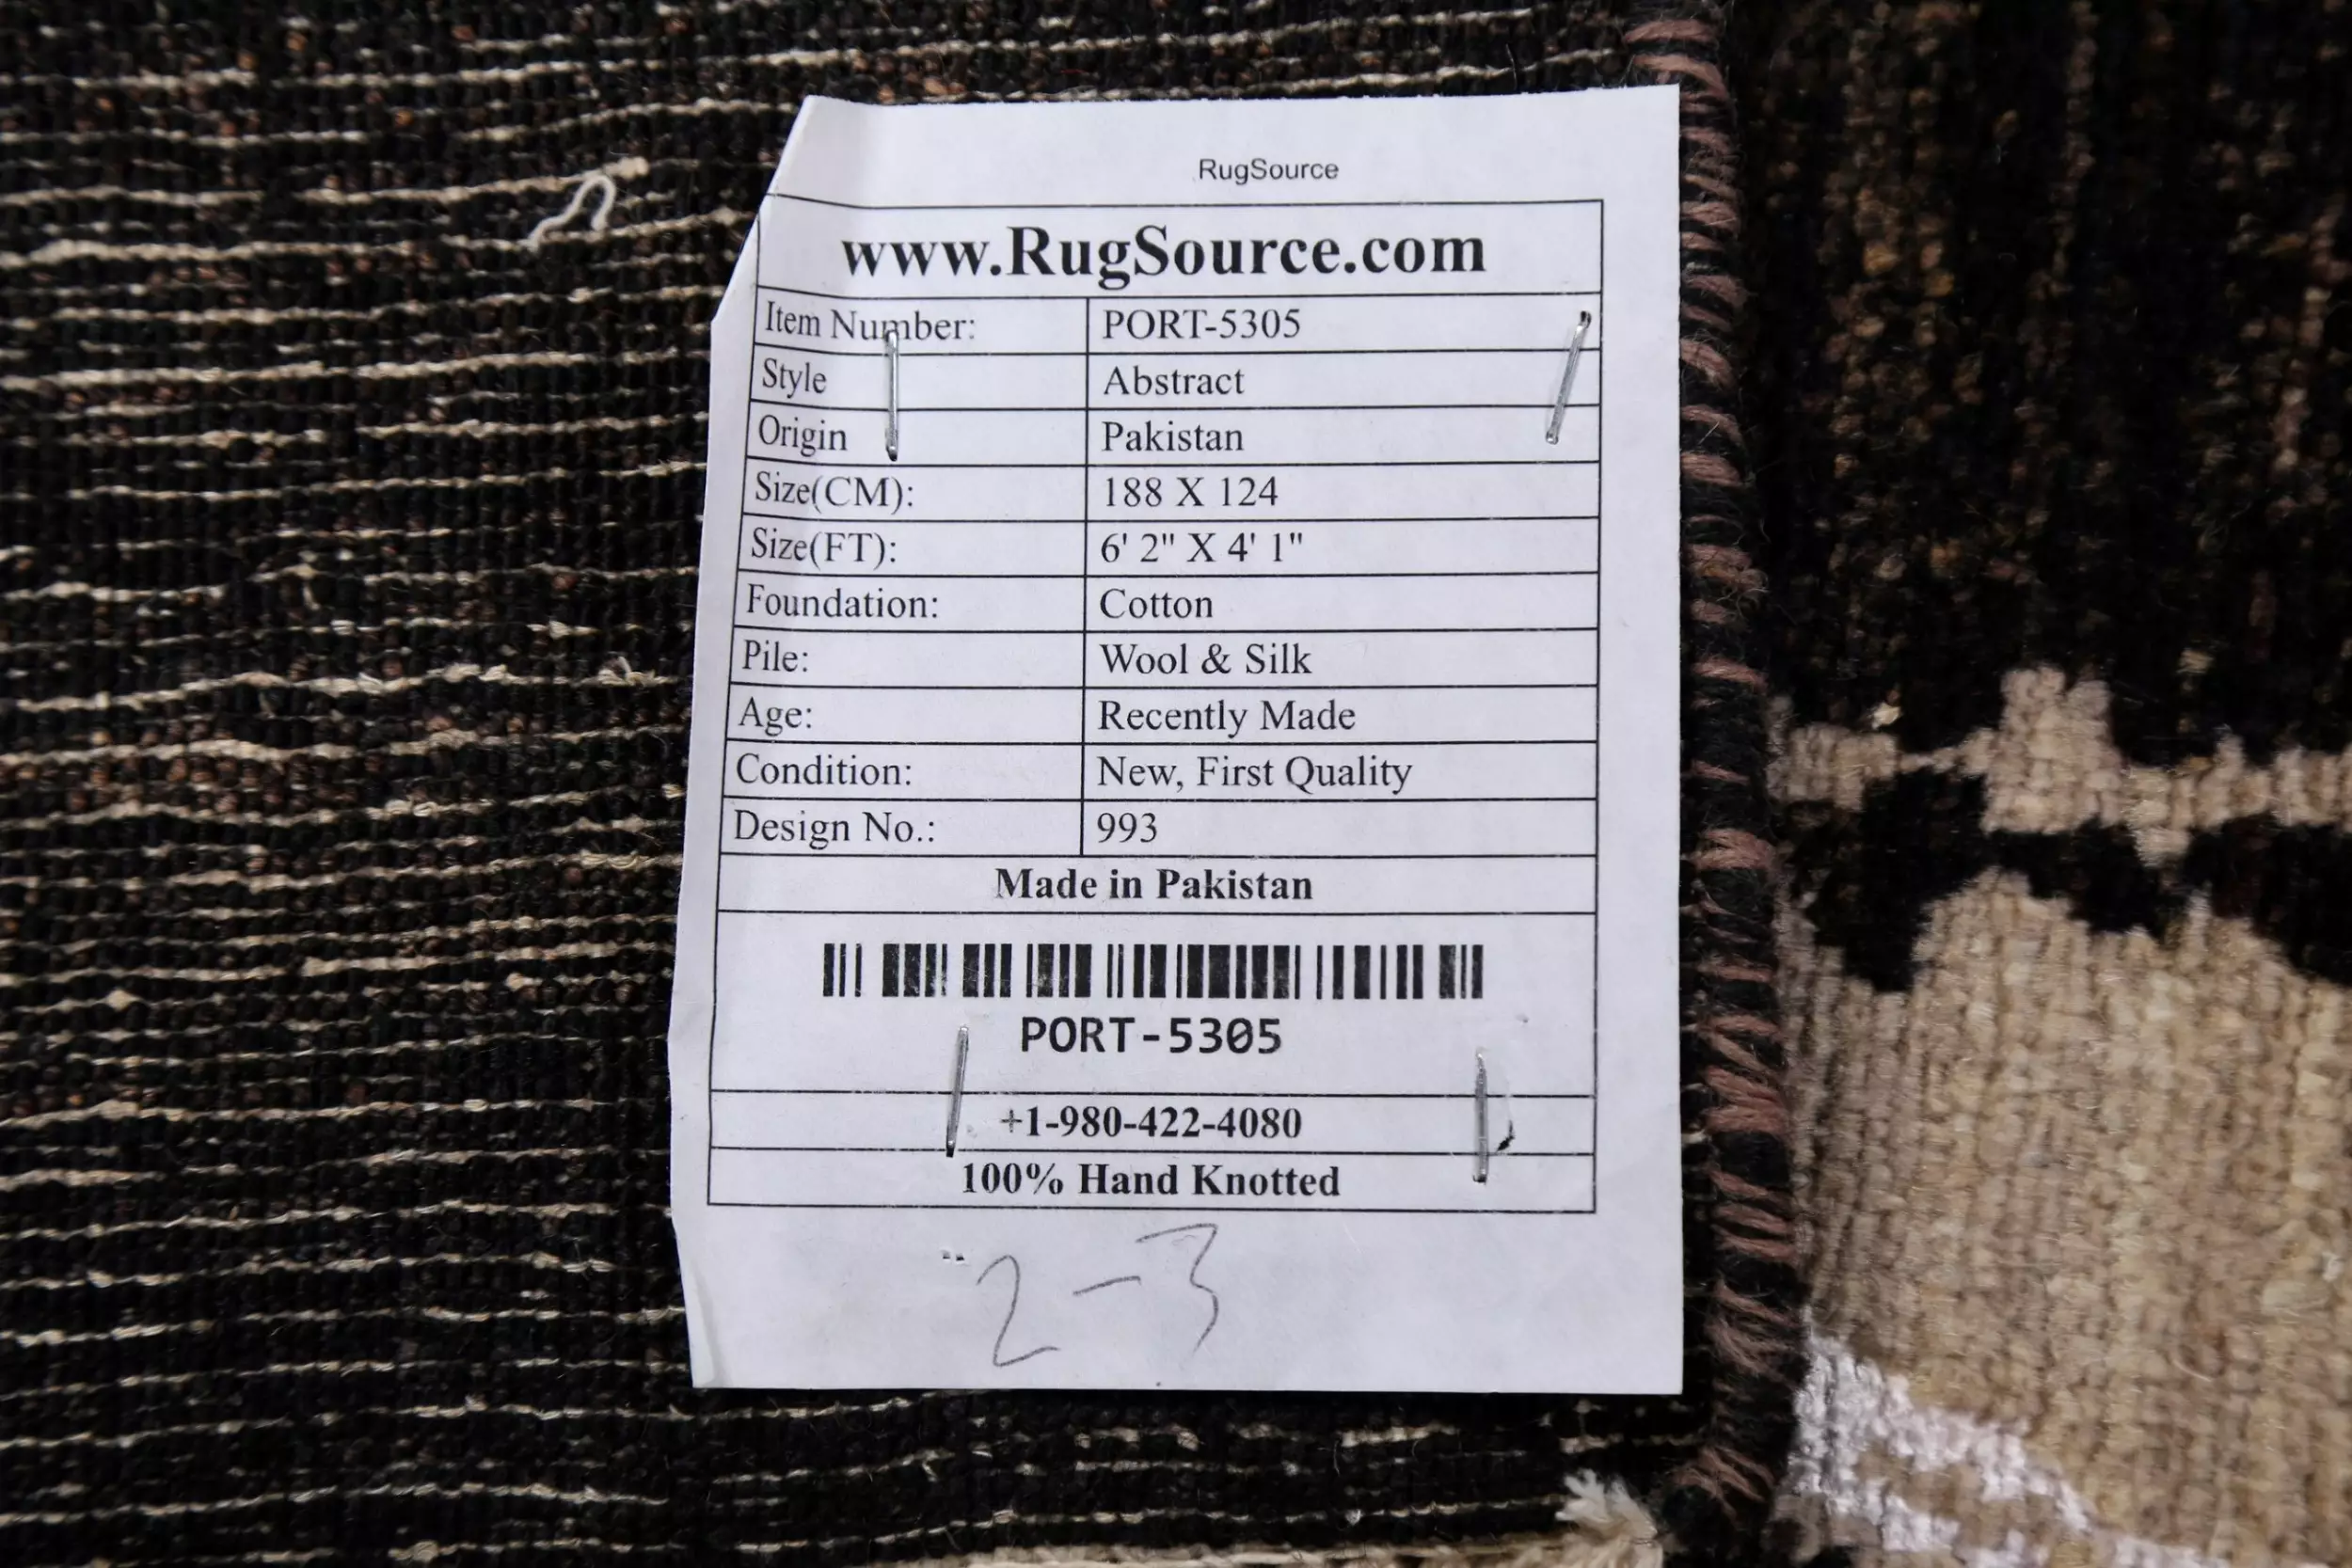 RugSource
www.RugSource.com
Item Number: PORT-5305
Style Abstract
Origin Pakistan
Size(CM): 188 X 124
Size(FT): 6' 2" X 4' 1"
Foundation: Cotton
Pile: Wool & Silk
Age: Recently Made
Condition: New, First Quality
Design No.: 993
Made in Pakistan
PORT-5305
+1-980-422-4080
100% Hand Knotted
2-3